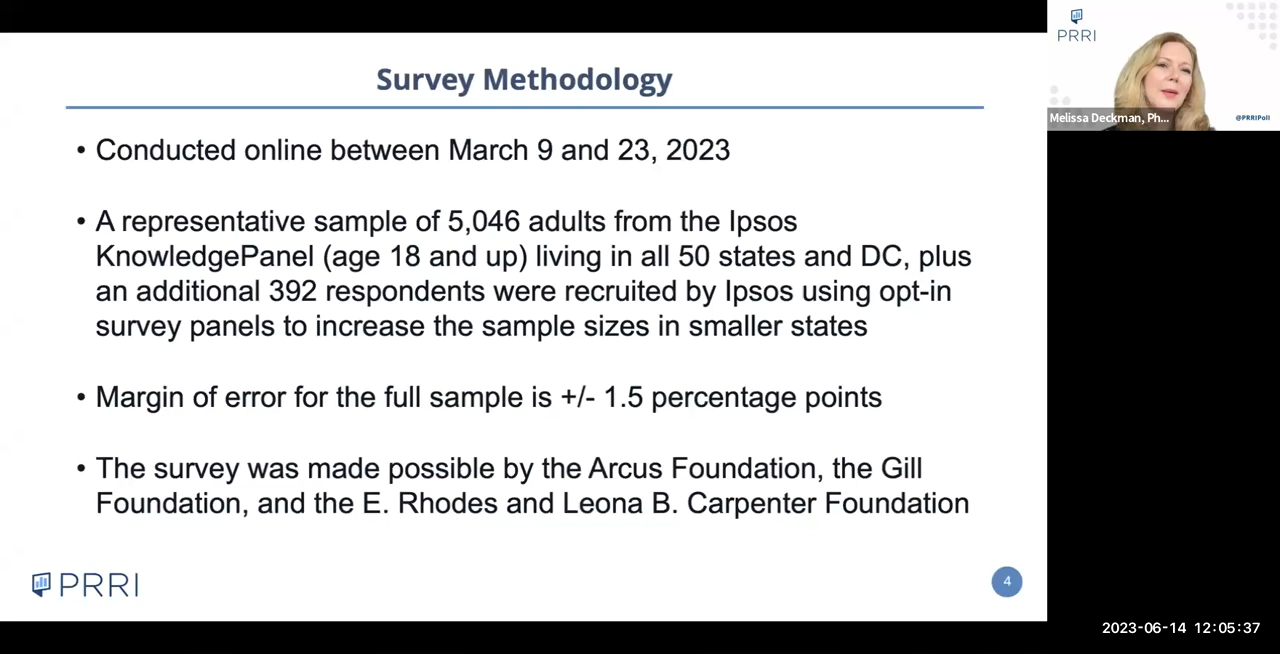 Survey Methodology
• Conducted online between March 9 and 23, 2023
• A representative sample of 5,046 adults from the Ipsos
KnowledgePanel (age 18 and up) living in all 50 states and DC, plus
an additional 392 respondents were recruited by Ipsos using opt-in
survey panels to increase the sample sizes in smaller states
• Margin of error for the full sample is +/- 1.5 percentage points
• The survey was made possible by the Arcus Foundation, the Gill
Foundation, and the E. Rhodes and Leona B. Carpenter Foundation
PRRI
4
PRRI
Melissa Deckman, Ph...
@PRRIPoll
2023-06-14 12:05:37